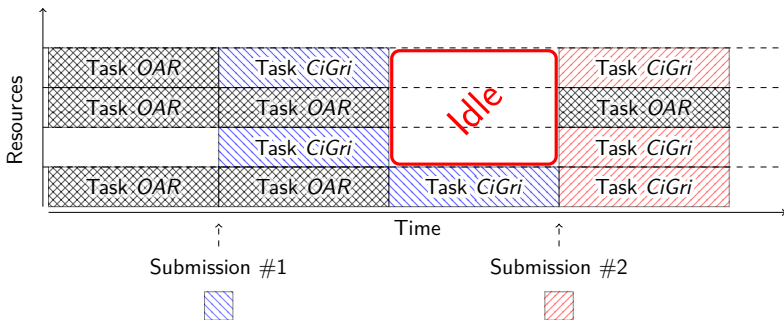 Resources
Task OAR Task CiGri Task CiGri
Task OAR Task OAR Idle Task OAR
Task CiGri Task CiGri
Task OAR Task OAR Task CiGri Task CiGri
Time
Submission #1 Submission #2